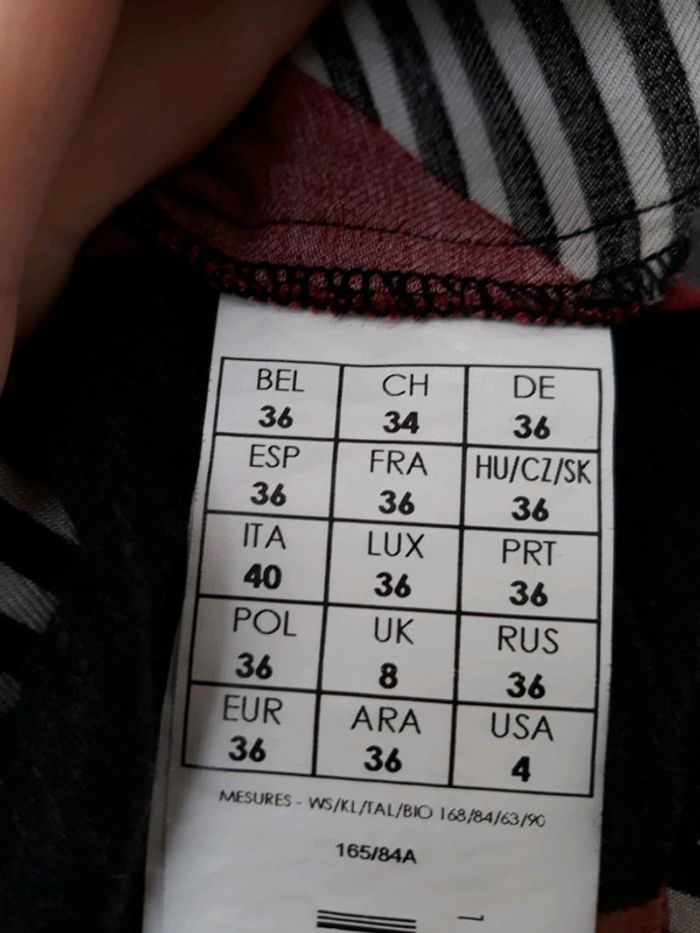 BEL CH DE
36 34 36
ESP FRA HU/CZ/SK
36 36 36
ITA LUX PRT
40 36 36
POL UK RUS
36 8 36
EUR ARA USA
36 36 4
MESURES - WS/KL/TAL/BIO 168/84/63/90
165/84A